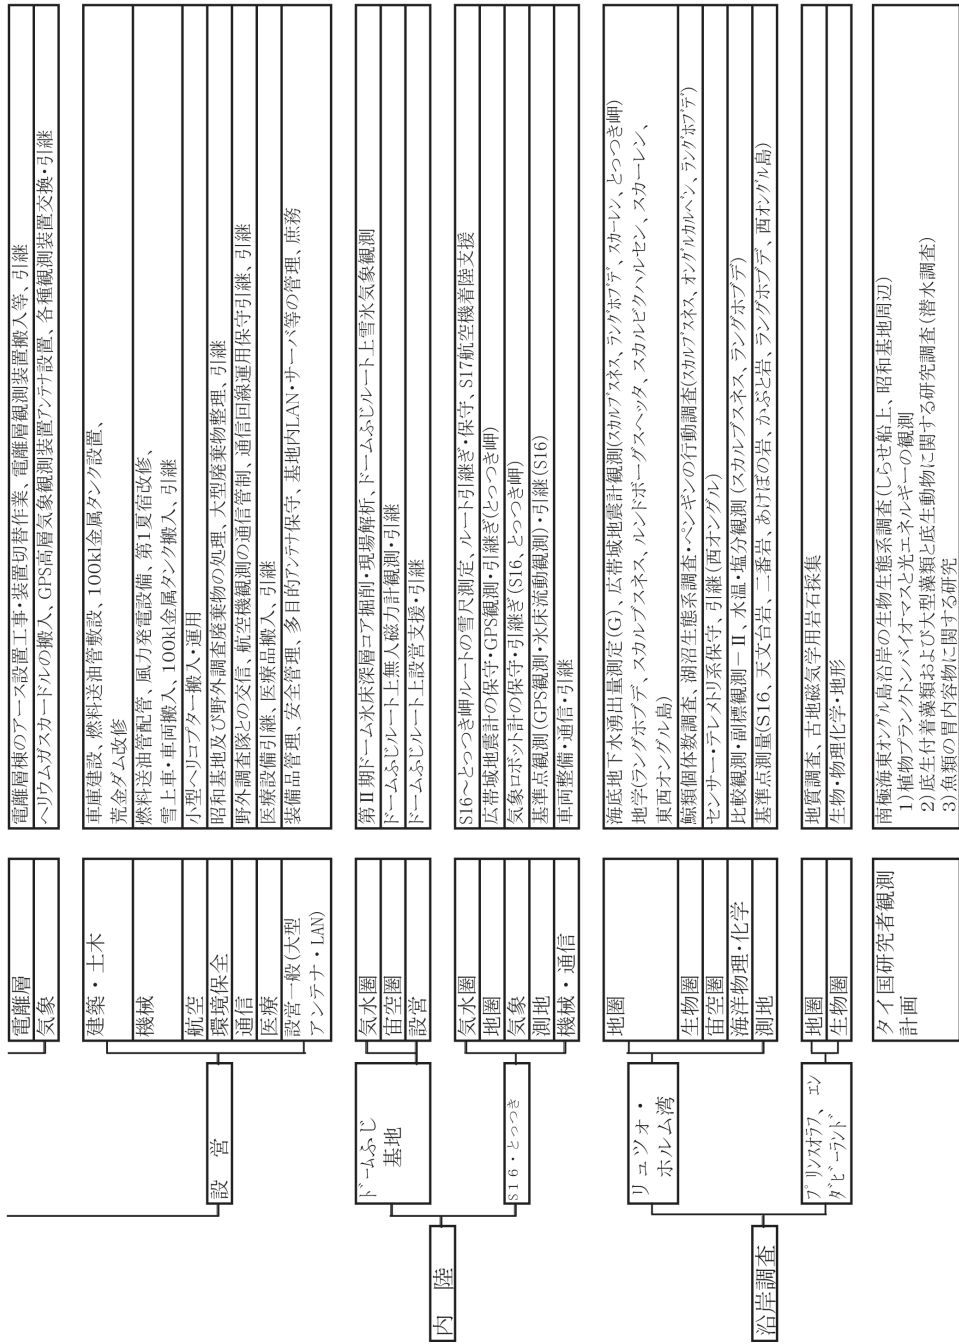 電離層
電離層棟のアース設置工事・装置切替作業、電離層観測装置搬入等、引継
気象
ヘリウムガスカードルの搬入、GPS高層気象観測装置アンテナ設置、各種観測装置交換・引継
設 営
建築・土木
車庫建設、燃料送油管敷設、100kl金属タンク設置、
荒金ダム改修
機械
燃料送油管配管、風力発電設備、第1夏宿改修、
雪上車・車両搬入、100kl金属タンク搬入、引継
航空
小型ヘリコプター搬入・運用
環境保全
昭和基地及び野外調査廃棄物の処理、大型廃棄物整理、引継
通信
野外調査隊との交信、航空機観測の通信管制、通信回線運用保守引継、引継
医療
医療設備引継、医療品搬入、引継
設営一般(大型
アンテナ・LAN)
装備品管理、安全管理、多目的アンテナ保守、基地内LAN・サーバ等の管理、庶務
内 陸
ドームふじ
基地
気水圏
第Ⅱ期ドーム氷床深層コア掘削・現場解析、ドームふじルート上雪氷気象観測
宙空圏
ドームふじルート上無人磁力計観測・引継
設営
ドームふじルート上設営支援・引継
S16・とっつき
気水圏
S16～とっつき岬ルートの雪尺測定、ルート引継ぎ・保守、S17航空機着陸支援
地圏
広帯域地震計の保守・GPS観測・引継ぎ(とっつき岬)
気象
気象ロボット計の保守・引継ぎ(S16、とっつき岬)
測地
基準点観測(GPS観測・氷床流動観測)・引継(S16)
機械・通信
車両整備・通信・引継
沿岸調査
リュツォ・
ホルム湾
地圏
海底地下水湧出量測定(G)、広帯域地震計観測(スカルブスネス、ラングホブデ、スカーレン、とっつき岬)
地学(ラングホブデ、スカルブスネス、ルンドボークスヘッタ、スカルビクハルセン、スカーレン、
東西オングル島)
生物圏
鯨類個体数調査、湖沼生態系調査・ペンギンの行動調査(スカルブスネス、オングルカルベン、ラングホブデ)
宙空圏
センサー・テレメトリ系保守、引継(西オングル)
海洋物理・化学
比較観測・副標観測－Ⅱ、水温・塩分観測(スカルブスネス、ラングホブデ)
測地
基準点測量(S16、天文台岩、二番岩、あけぼの岩、かぶと岩、ラングホブデ、西オングル島)
プリンスオラフ、エン
ダビーランド
地圏
地質調査、古地磁気学用岩石採集
生物圏
生物・物理化学・地形
タイ国研究者観測
計画
南極海東オングル島沿岸の生物生態系調査(しらせ船上、昭和基地周辺)
1)植物プランクトンバイオマスと光エネルギーの観測
2)底生付着藻類および大型藻類と底生動物に関する研究調査(潜水調査)
3)魚類の胃内容物に関する研究